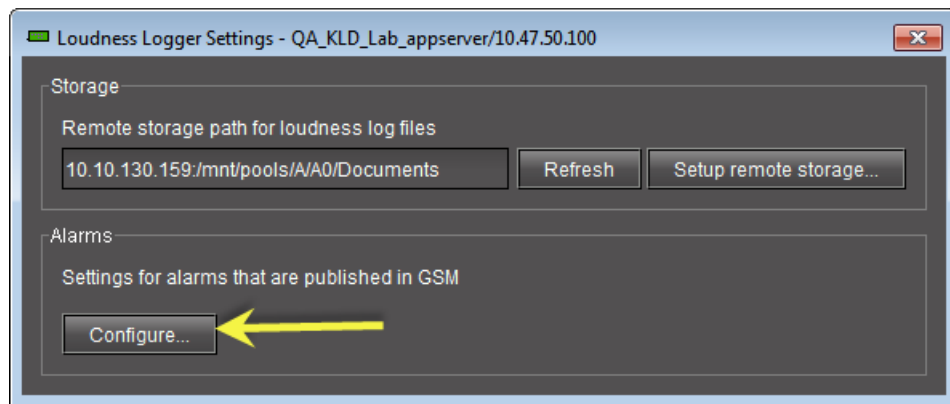 Loudness Logger Settings - QA_KLD_Lab_appserver/10.47.50.100
Storage
Remote storage path for loudness log files
10.10.130.159:/mnt/pools/A/A0/Documents
Refresh
Setup remote storage...
Alarms
Settings for alarms that are published in GSM
Configure...